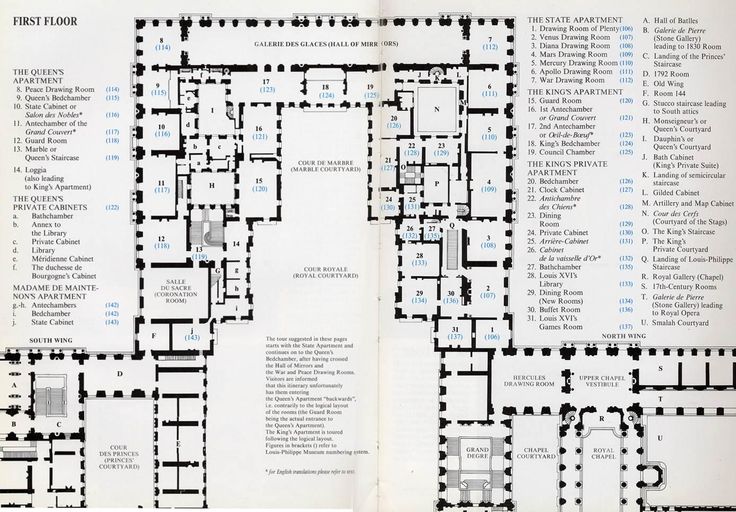 FIRST FLOOR
THE QUEEN'S
APARTMENT
8. Peace Drawing Room (114)
9. Queen's Bedchamber (115)
10. State Cabinet or
Salon des Nobles* (116)
11. Antechamber of the
Grand Couvert* (117)
12. Guard Room (118)
13. Marble or
Queen's Staircase (119)
14. Loggia
(also leading
to King's Apartment)
THE QUEEN'S
PRIVATE CABINETS (122)
a. Bathchamber
b. Annex to
the Library
c. Private Cabinet
d. Library
e. Méridienne Cabinet
f. The duchesse de
Bourgogne's Cabinet
MADAME DE MAINTE-
NON'S APARTMENT
g.-h. Antechambers (142)
i. Bedchamber (142)
j. State Cabinet (143)
SOUTH WING
THE STATE APARTMENT
1. Drawing Room of Plenty (106)
2. Venus Drawing Room (107)
3. Diana Drawing Room (108)
4. Mars Drawing Room (109)
5. Mercury Drawing Room (110)
6. Apollo Drawing Room (111)
7. War Drawing Room (112)
THE KING'S APARTMENT
15. Guard Room (120)
16. 1st Antechamber
or Grand Couvert (121)
17. 2nd Antechamber
or Œil-de-Bœuf* (123)
18. King's Bedchamber (124)
19. Council Chamber (125)
THE KING'S PRIVATE
APARTMENT
20. Bedchamber (126)
21. Clock Cabinet (127)
22. Antichambre
des Chiens* (128)
23. Dining
Room (129)
24. Private Cabinet (130)
25. Arrière-Cabinet (131)
26. Cabinet
de la vaisselle d'Or* (132)
27. Bathchamber (135)
28. Louis XVI's
Library (133)
29. Dining Room
(New Rooms) (134)
30. Buffet Room (136)
31. Louis XVI's
Games Room (137)
NORTH WING
A. Hall of Batlles
B. Galerie de Pierre
(Stone Gallery)
leading to 1830 Room
C. Landing of the Princes'
Staircase
D. 1792 Room
E. Old Wing
F. Room 144
G. Stucco staircase leading
to South attics
H. Monseigneur's or
Queen's Courtyard
I. Dauphin's or
Queen's Courtyard
J. Bath Cabinet
(King's Private Suite)
K. Landing of semicircular
staircase
L. Gilded Cabinet
M. Artillery and Map Cabinet
N. Cour des Cerfs
(Courtyard of the Stags)
O. The King's Staircase
P. The King's
Private Courtyard
Q. Landing of Louis-Philippe
Staircase
R. Royal Gallery (Chapel)
S. 17th-Century Rooms
T. Galerie de Pierre
(Stone Gallery) leading
to Royal Opera
U. Smalah Courtyard
8
(114)
GALERIE DES GLACES (HALL OF MIRRORS)
7
(112)
9
(115)
I
17
(123)
18
(124)
19
(125)
N
M
6
(111)
20
(126)
10
(116)
16
(121)
COUR DE MARBRE
(MARBLE COURTYARD)
5
(110)
22
(128)
23
(129)
21
(127)
O
P
11
(117)
H
15
(120)
(109)
24
(130)
25
(131)
26
(132)
27
(135)
Q
12
(118)
13
(119)
14
3
(108)
28
(133)
SALLE
DU SACRE
(CORONATION
ROOM)
G
COUR ROYALE
(ROYAL COURTYARD)
29
(134)
30
(136)
2
(107)
F
j
(143)
31
(137)
1
(106)
The tour suggested in these pages
starts with the State Apartment and
continues on to the Queen's
Bedchamber, after having crossed
the Hall of Mirrors and
the War and Peace Drawing Rooms.
Visitors are informed
that this itinerary unfortunately
has them entering
the Queen's Apartment "backwards",
i.e. contrarily to the logical layout
of the rooms (the Guard Room
being the actual entrance to
the Queen's Apartment).
The King's Apartment is toured
following the logical layout.
Figures in brackets () refer to
Louis-Philippe Museum numbering system.
* for English translations please refer to text.
D
A
B
C
COUR
DES PRINCES
(PRINCES'
COURTYARD)
E
HERCULES
DRAWING ROOM
UPPER CHAPEL
VESTIBULE
S
T
R
U
GRAND
DEGRE
CHAPEL
COURTYARD
ROYAL
CHAPEL